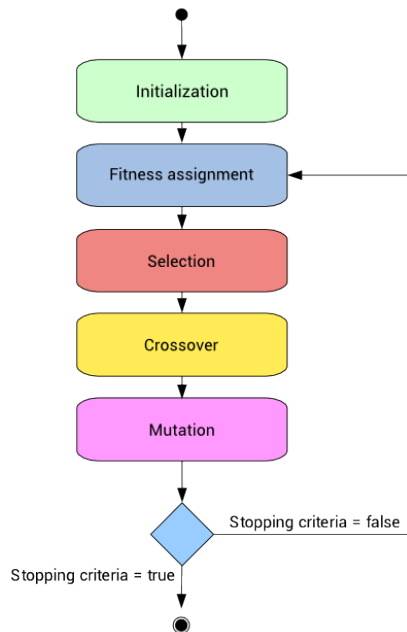 Initialization
Fitness assignment
Selection
Crossover
Mutation
Stopping criteria = false
Stopping criteria = true